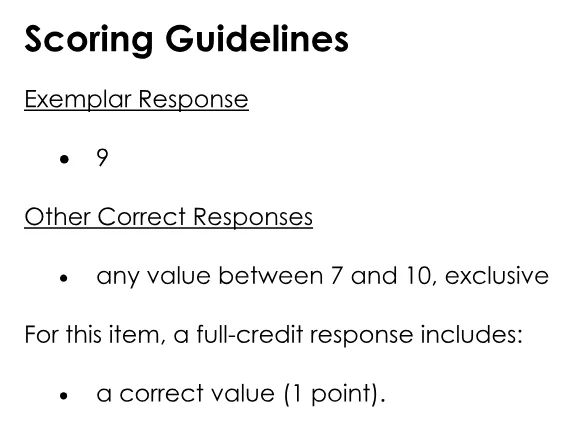 Scoring Guidelines
Exemplar Response
• 9
Other Correct Responses
• any value between 7 and 10, exclusive
For this item, a full-credit response includes:
• a correct value (1 point).